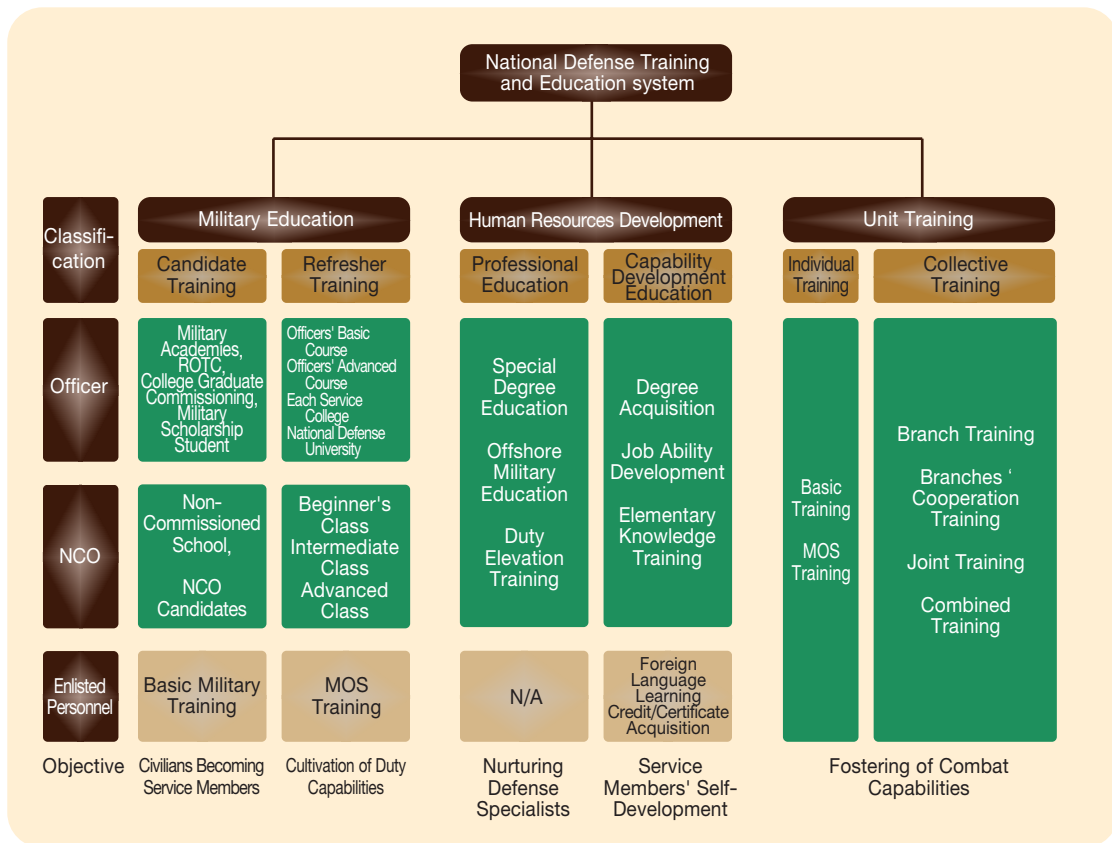 National Defense Training
and Education system
Military Education
Human Resources Development
Unit Training
Classifi-
cation
Candidate
Training
Refresher
Training
Professional
Education
Capability
Development
Education
Individual
Training
Collective
Training
Officer
Military
Academies,
ROTC,
College Graduate
Commissioning,
Military
Scholarship
Student
Officers' Basic
Course
Officers' Advanced
Course
Each Service
College
National Defense
University
Special
Degree
Education
Offshore
Military
Education
Duty
Elevation
Training
Degree
Acquisition
Job Ability
Development
Elementary
Knowledge
Training
Basic
Training
MOS
Training
Branch Training
Branches ‘
Cooperation
Training
Joint Training
Combined
Training
NCO
Non-
Commissioned
School,
NCO
Candidates
Beginner's
Class
Intermediate
Class
Advanced
Class
Enlisted
Personnel
Basic Military
Training
MOS
Training
N/A
Foreign
Language
Learning
Credit/Certificate
Acquisition
Objective
Civilians Becoming
Service Members
Cultivation of Duty
Capabilities
Nurturing
Defense
Specialists
Service
Members' Self-
Development
Fostering of Combat
Capabilities